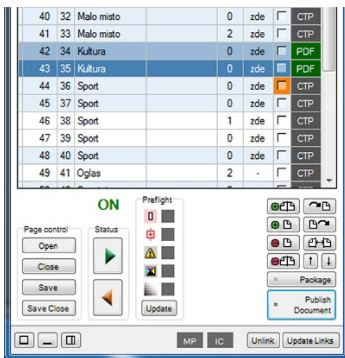 40 32 Malo misto 0 zde CTP
41 33 Malo misto 2 zde CTP
42 34 Kultura 0 zde PDF
43 35 Kultura 0 zde PDF
44 36 Sport 0 zde CTP
45 37 Sport 0 zde CTP
46 38 Sport 1 zde CTP
47 39 Sport 0 zde CTP
48 40 Sport 0 zde CTP
49 41 Oglas 2 - CTP
ON
Preflight
Page control
Status
Open
Close
Save
Save Close
Update
Package
Publish
Document
MP IC Unlink Update Links